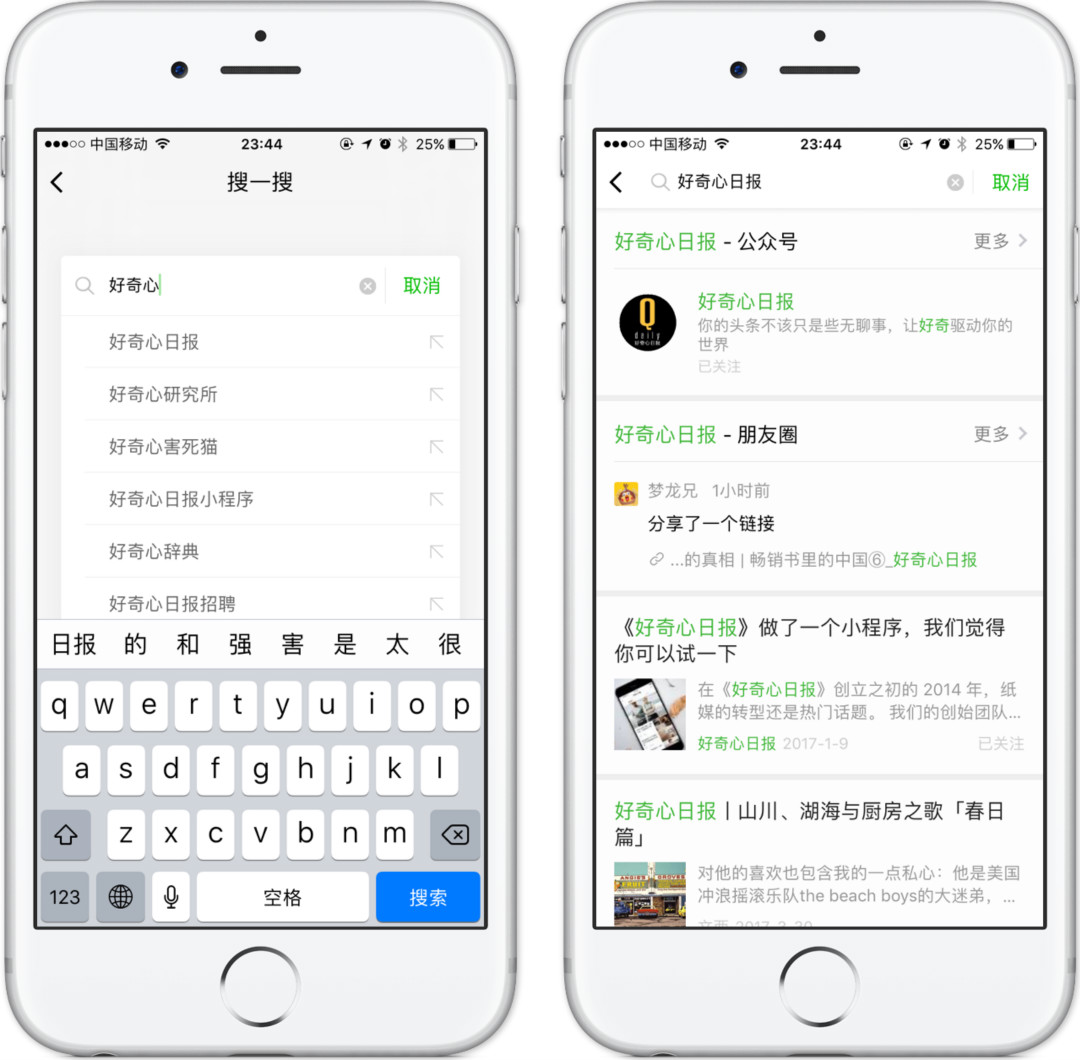 中国移动 23:44 25%
搜一搜
好奇心 取消
好奇心日报
好奇心研究所
好奇心害死猫
好奇心日报小程序
好奇心辞典
好奇心日报招聘
日报 的 和 强 害 是 太 很
q w e r t y u i o p
a s d f g h j k l
z x c v b n m
123 空格 搜索
中国移动 23:44 25%
好奇心日报 取消
好奇心日报 - 公众号 更多
Q
daily
好奇心日报
好奇心日报
你的头条不该只是些无聊事,让好奇驱动你的
世界
已关注
好奇心日报 - 朋友圈 更多
梦龙兄 1小时前
分享了一个链接
...的真相 | 畅销书里的中国⑥_好奇心日报
《好奇心日报》做了一个小程序,我们觉得
你可以试一下
在《好奇心日报》创立之初的 2014 年,纸
媒的转型还是热门话题。 我们的创始团队...
好奇心日报 2017-1-9 已关注
好奇心日报丨山川、湖海与厨房之歌「春日
篇」
对他的喜欢也包含我的一点私心:他是美国
冲浪摇滚乐队the beach boys的大迷弟,...